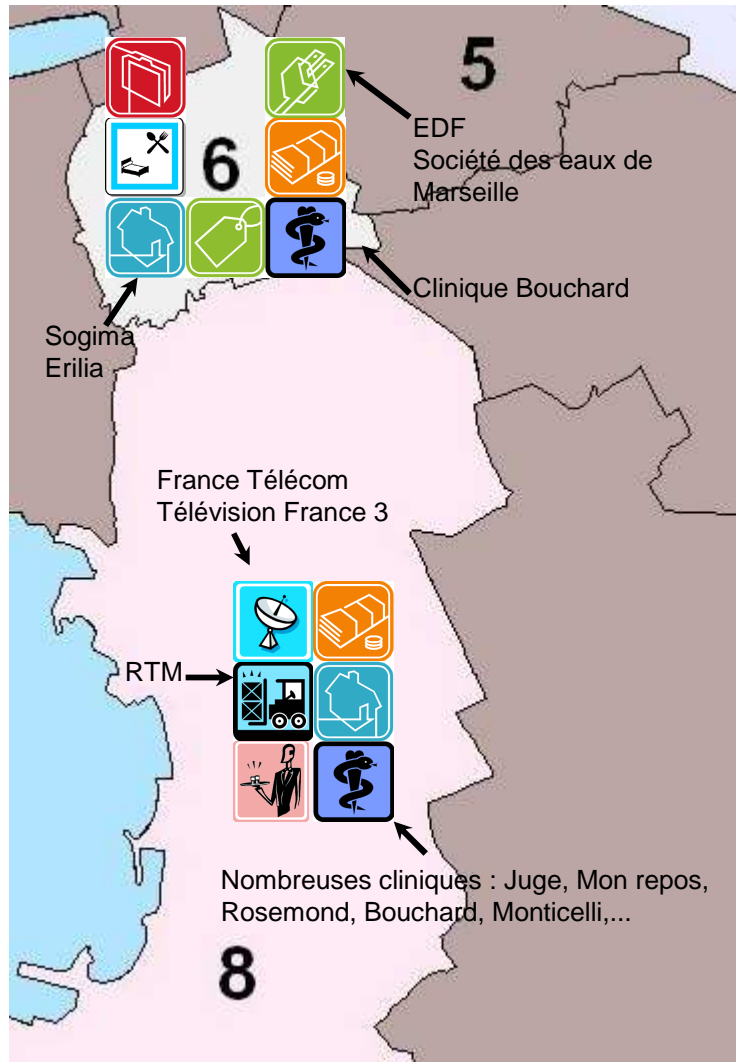 5
EDF
Société des eaux de
Marseille
6
Clinique Bouchard
Sogima
Erilia
France Télécom
Télévision France 3
RTM
Nombreuses cliniques : Juge, Mon repos,
Rosemond, Bouchard, Monticelli,...
8